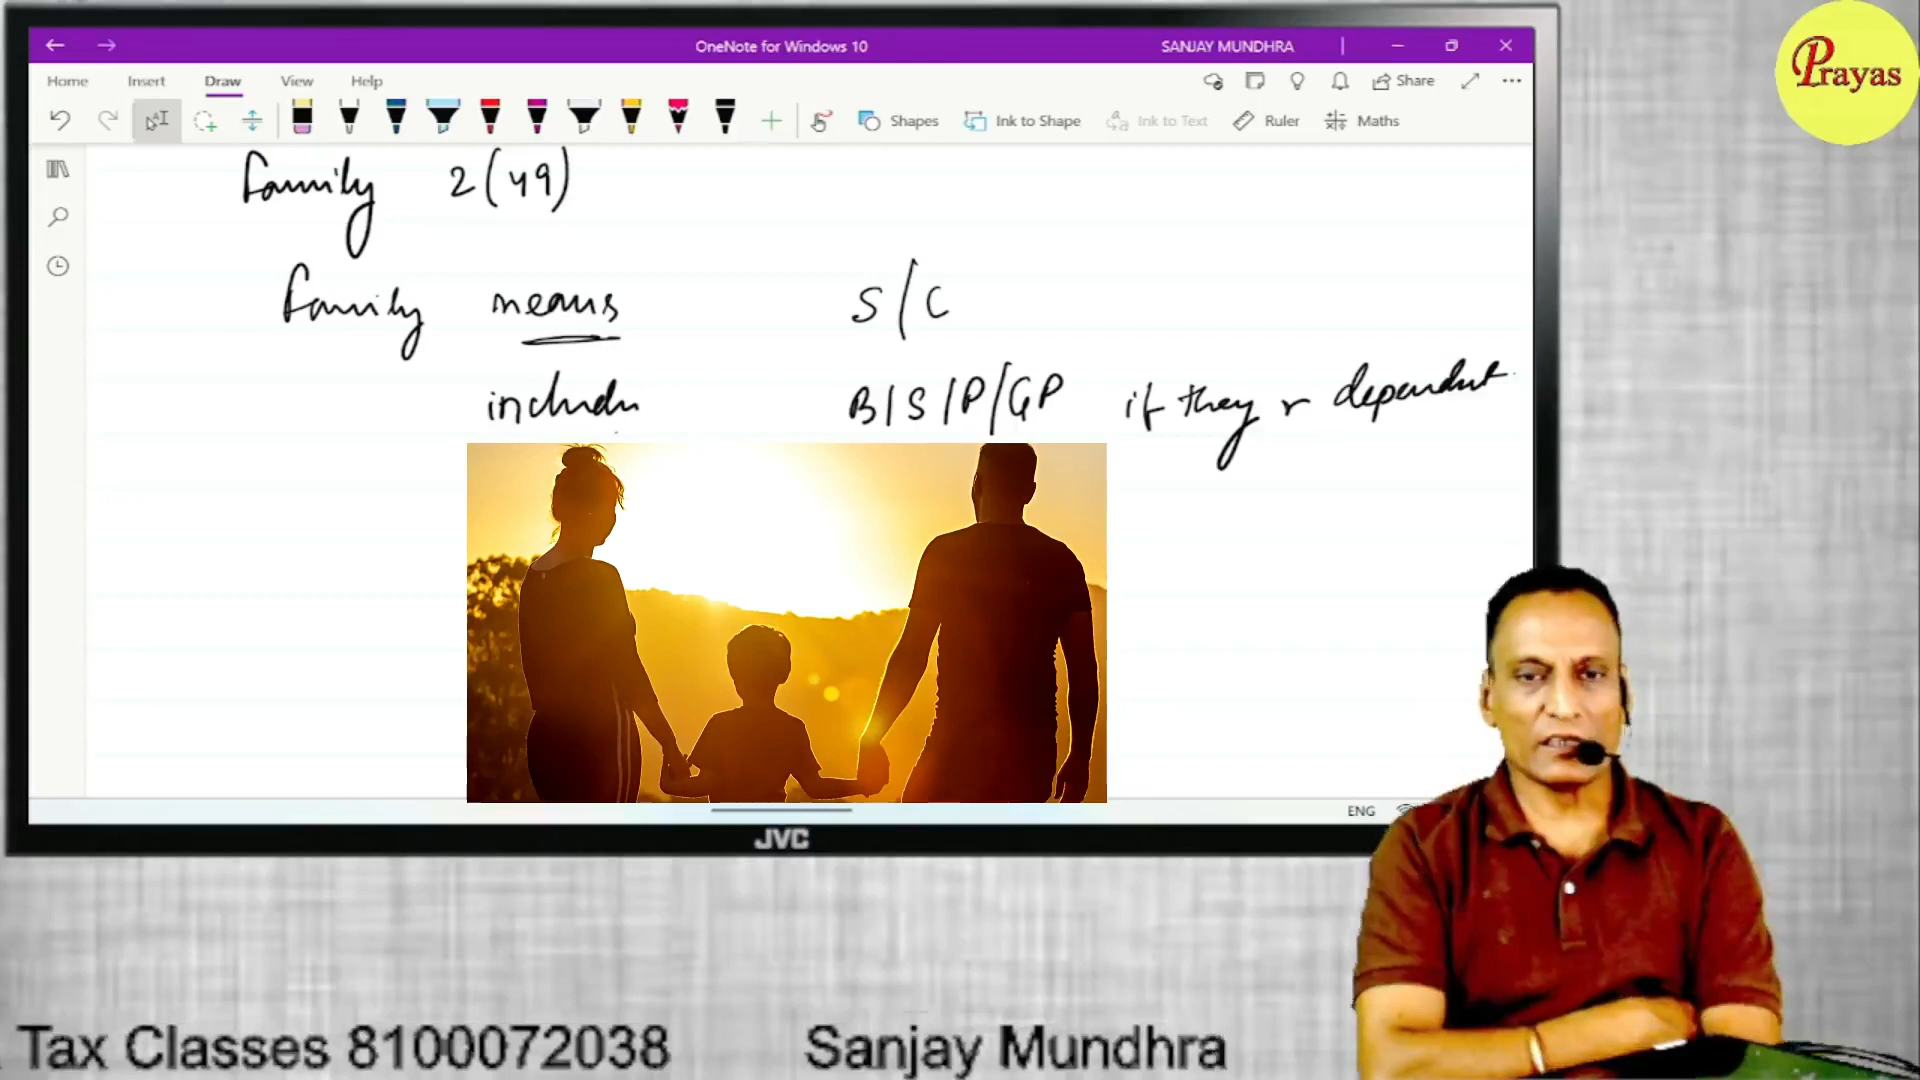 OneNote for Windows 10 SANJAY MUNDHRA
Prayas
Home Insert Draw View Help Share
Shapes Ink to Shape Ink to Text Ruler Maths
family 2(49)
family means S/C
include B/S/P/GP if they r dependent
ENG
JVC
Tax Classes 8100072038 Sanjay Mundhra